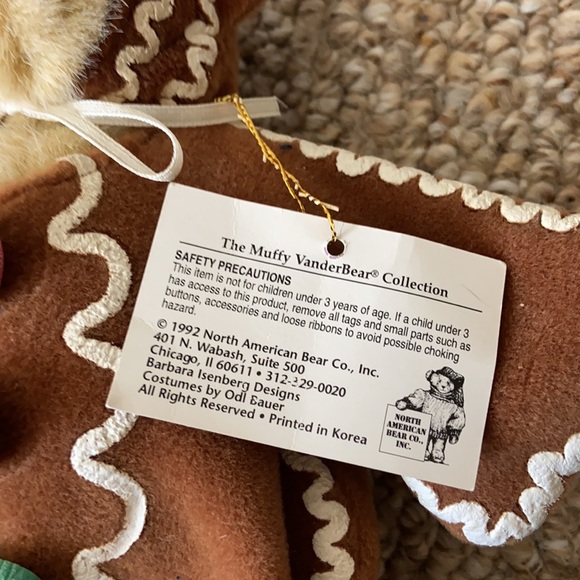 The Muffy VanderBear® Collection
SAFETY PRECAUTIONS
This item is not for children under 3 years of age. If a child under 3
has access to this product, remove all tags and small parts such as
buttons, accessories and loose ribbons to avoid possible choking
hazard.
© 1992 North American Bear Co., Inc.
401 N. Wabash, Suite 500
Chicago, Il 60611 • 312-329-0020
Barbara Isenberg Designs
Costumes by Odl Bauer
All Rights Reserved • Printed in Korea
NORTH
AMERICAN
BEAR CO.,
INC.